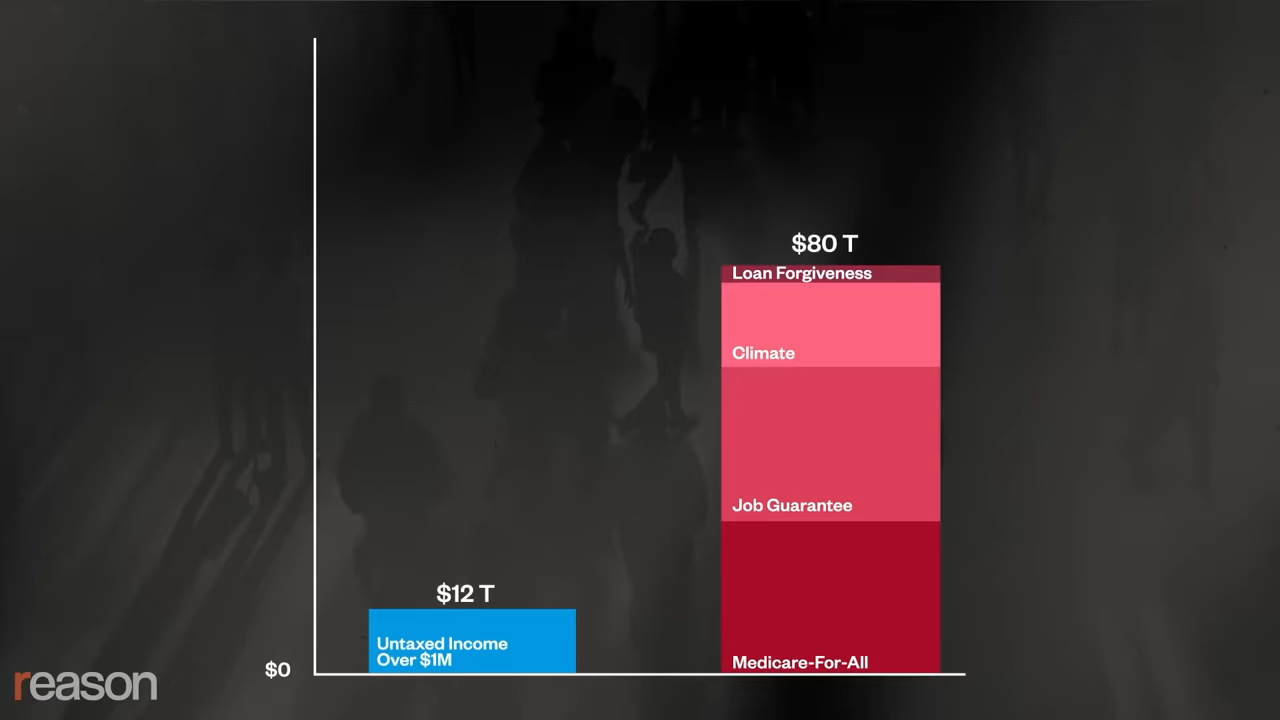 $80 T
Loan Forgiveness
Climate
Job Guarantee
$12 T
Untaxed Income
Over $1M
Medicare-For-All
$0
reason